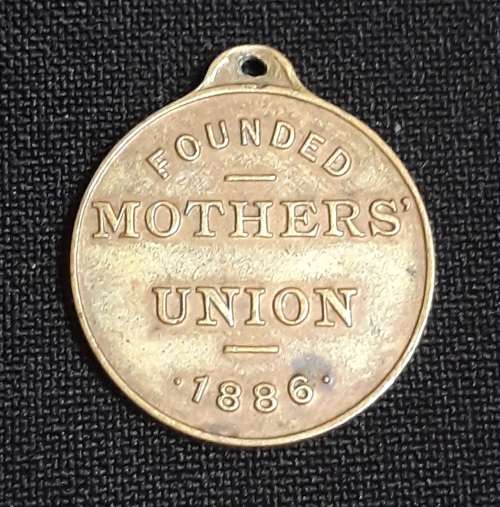 FOUNDED
MOTHERS'
UNION
·1886·